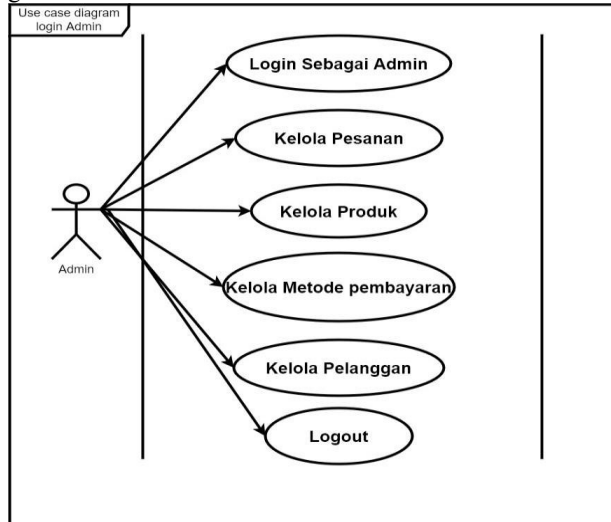 Use case diagram
login Admin
Login Sebagai Admin
Kelola Pesanan
Kelola Produk
Admin
Kelola Metode pembayaran
Kelola Pelanggan
Logout